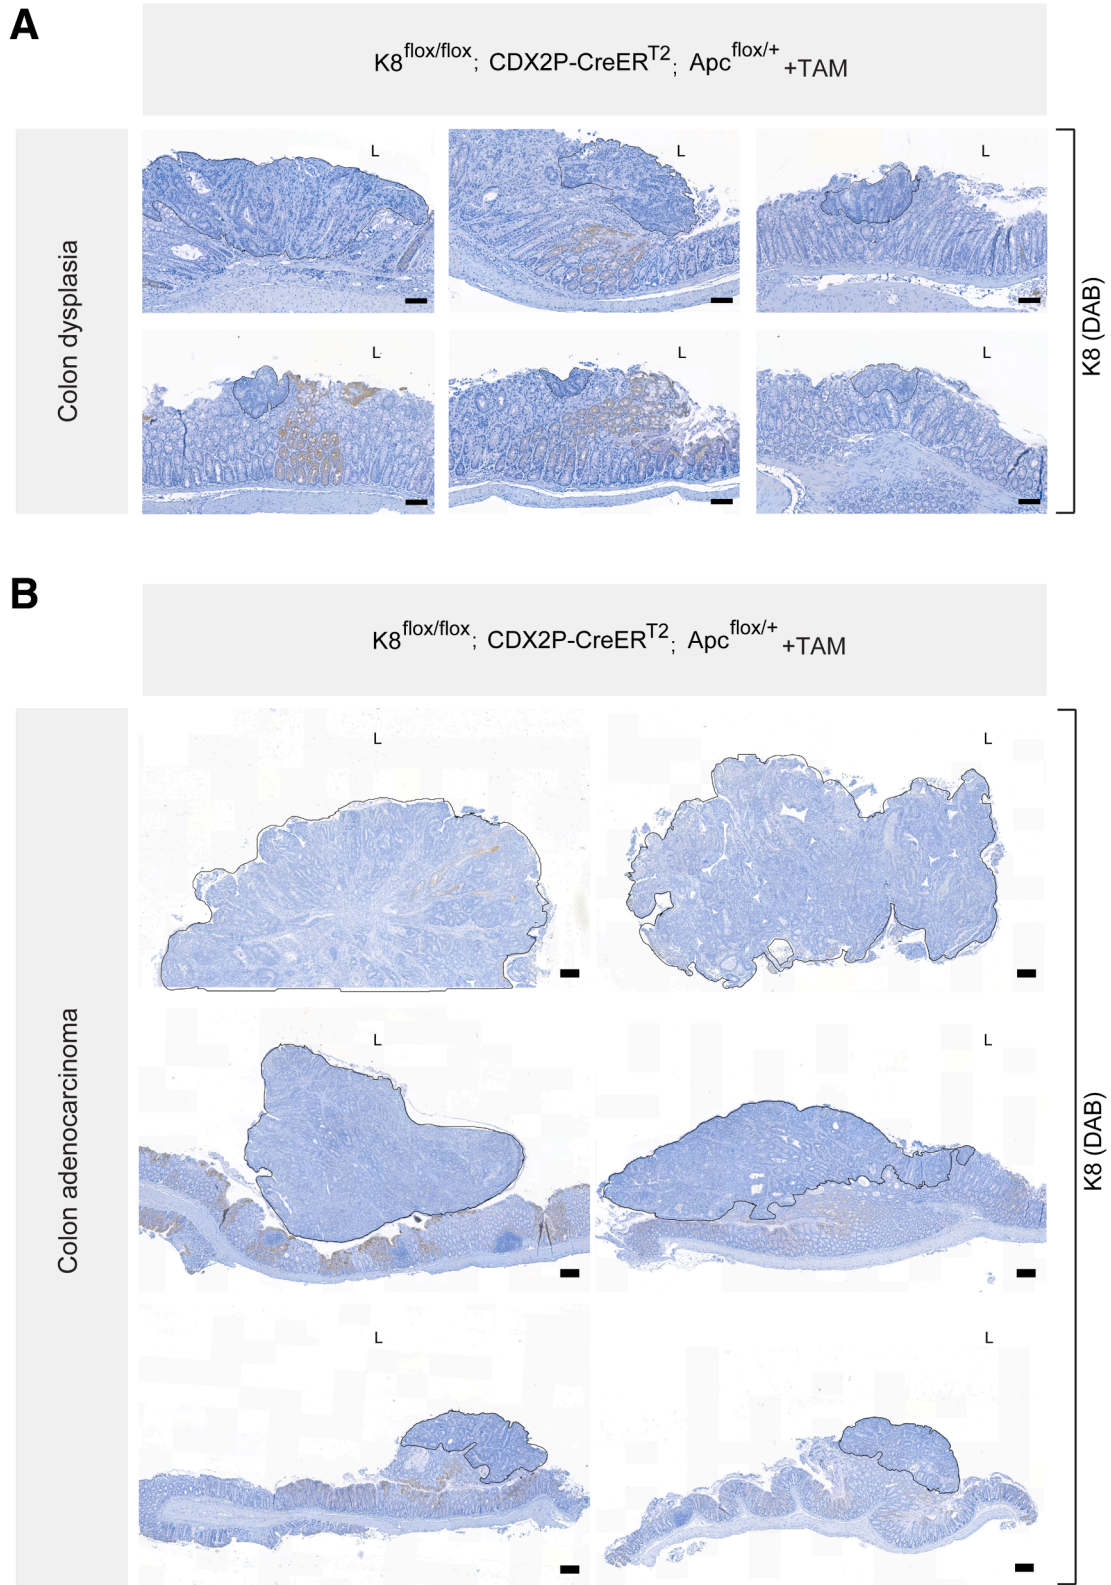 A
K8flox/flox; CDX2P-CreERT2; Apcflox/+ +TAM
Colon dysplasia
L
L
L
L
L
L
K8 (DAB)
B
K8flox/flox; CDX2P-CreERT2; Apcflox/+ +TAM
Colon adenocarcinoma
L
L
L
L
L
L
K8 (DAB)